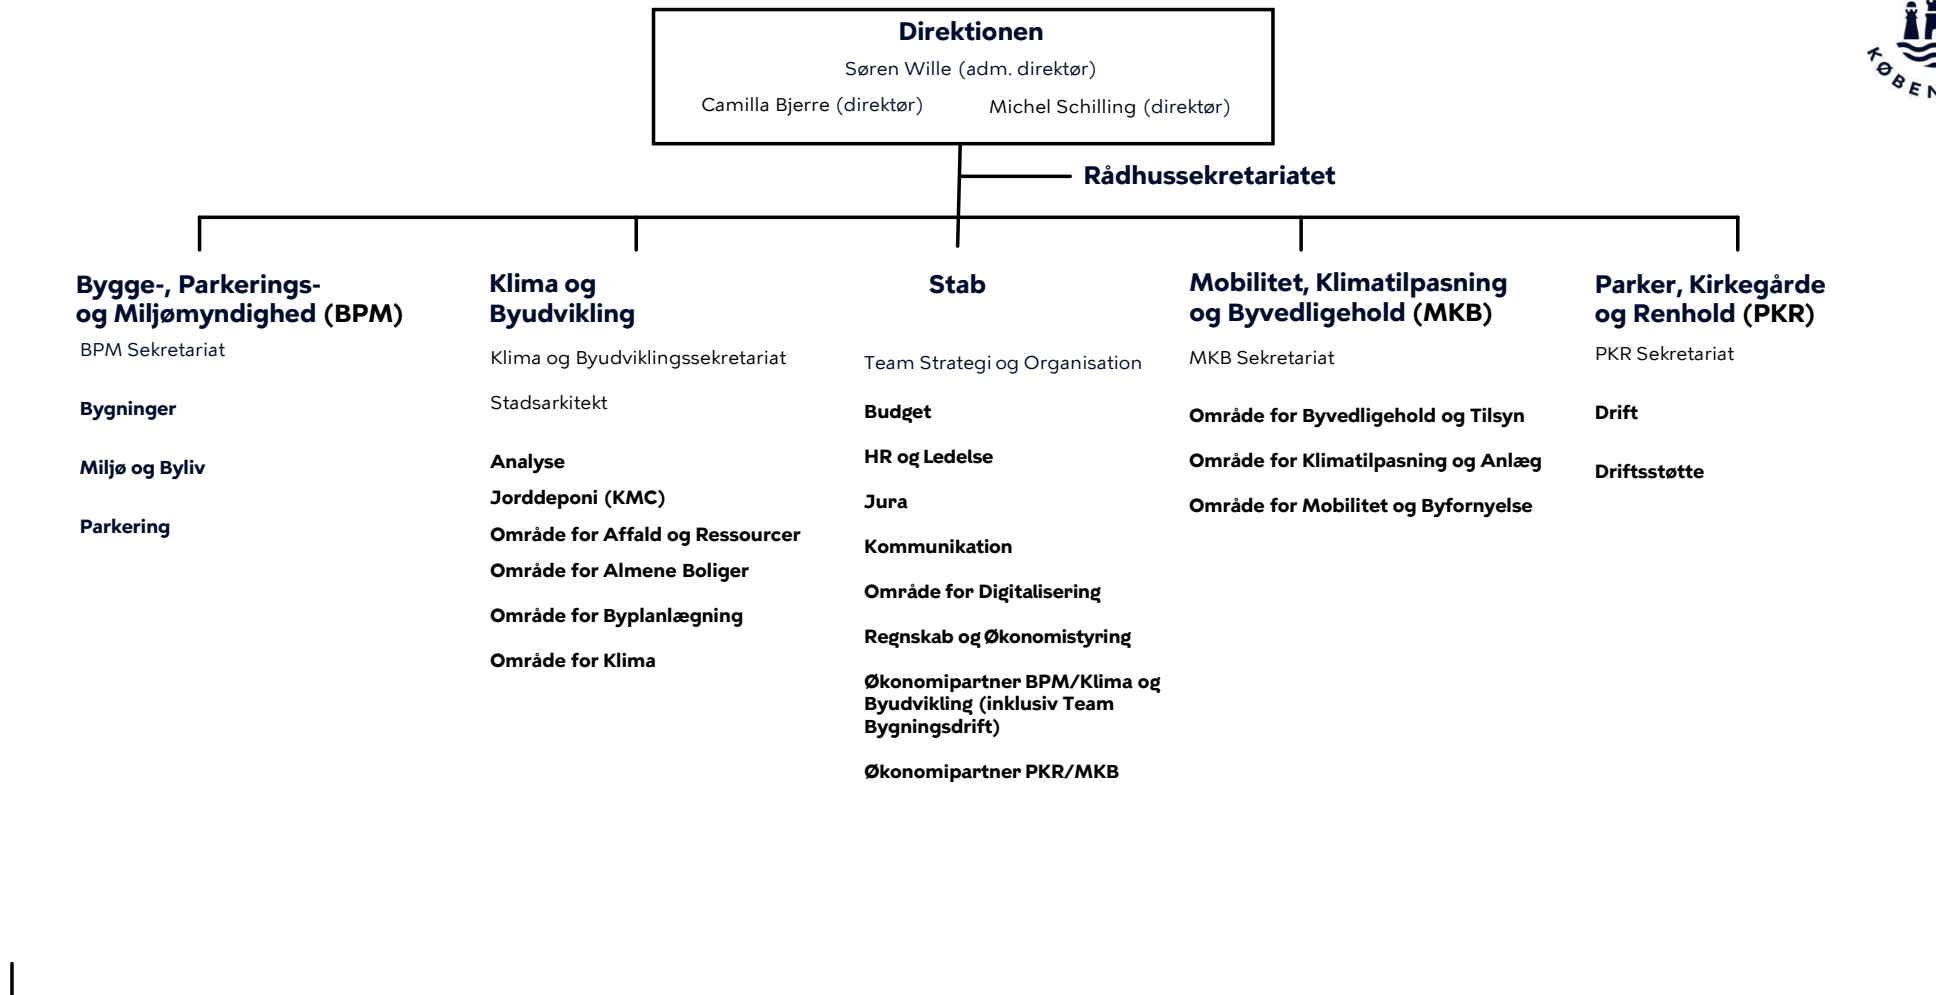 Direktionen
Søren Wille (adm. direktør)
Camilla Bjerre (direktør)
Michel Schilling (direktør)
Rådhussekretariatet
Bygge-, Parkerings-
og Miljømyndighed (BPM)
BPM Sekretariat
Bygninger
Miljø og Byliv
Parkering
Klima og
Byudvikling
Klima og Byudviklingssekretariat
Stadsarkitekt
Analyse
Jorddeponi (KMC)
Område for Affald og Ressourcer
Område for Almene Boliger
Område for Byplanlægning
Område for Klima
Stab
Team Strategi og Organisation
Budget
HR og Ledelse
Jura
Kommunikation
Område for Digitalisering
Regnskab og Økonomistyring
Økonomipartner BPM/Klima og
Byudvikling (inklusiv Team
Bygningsdrift)
Økonomipartner PKR/MKB
Mobilitet, Klimatilpasning
og Byvedligehold (MKB)
MKB Sekretariat
Område for Byvedligehold og Tilsyn
Område for Klimatilpasning og Anlæg
Område for Mobilitet og Byfornyelse
Parker, Kirkegårde
og Renhold (PKR)
PKR Sekretariat
Drift
Driftsstøtte